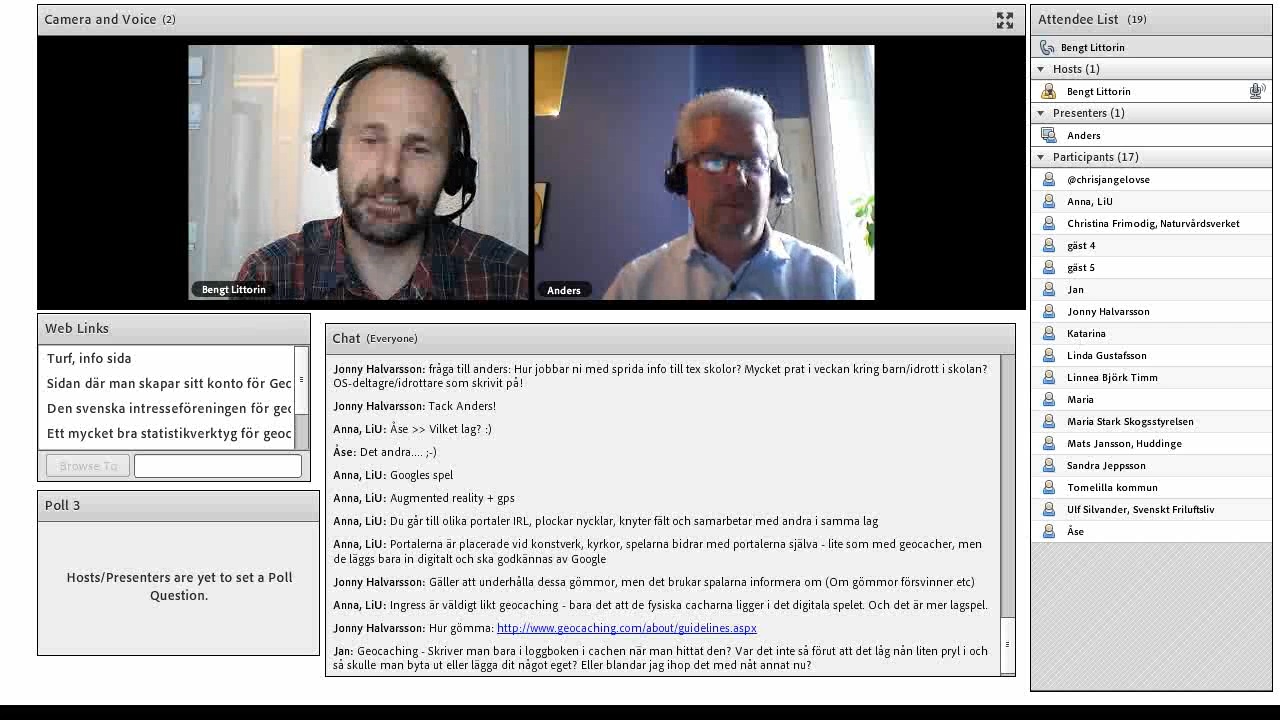 Camera and Voice (2)
Bengt Littorin
Anders
Web Links
Turf, info sida
Sidan där man skapar sitt konto för Geo
Den svenska intresseföreningen för geo
Ett mycket bra statistikverktyg för geoc
Browse To
Poll 3
Hosts/Presenters are yet to set a Poll
Question.
Chat (Everyone)
Jonny Halvarsson: fråga till anders: Hur jobbar ni med sprida info till tex skolor? Mycket prat i veckan kring barn/idrott i skolan?
OS-deltagre/idrottare som skrivit på!
Jonny Halvarsson: Tack Anders!
Anna, LiU: Åse >> Vilket lag? :)
Åse: Det andra.... ;-)
Anna, LiU: Googles spel
Anna, LiU: Augmented reality + gps
Anna, LiU: Du går till olika portaler IRL, plockar nycklar, knyter fält och samarbetar med andra i samma lag
Anna, LiU: Portalerna är placerade vid konstverk, kyrkor, spelarna bidrar med portalerna själva - lite som med geocacher, men
de läggs bara in digitalt och ska godkännas av Google
Jonny Halvarsson: Gäller att underhålla dessa gömmor, men det brukar spalarna informera om (Om gömmor försvinner etc)
Anna, LiU: Ingress är väldigt likt geocaching - bara det att de fysiska cacharna ligger i det digitala spelet. Och det är mer lagspel.
Jonny Halvarsson: Hur gömma: http://www.geocaching.com/about/guidelines.aspx
Jan: Geocaching - Skriver man bara i loggboken i cachen när man hittat den? Var det inte så förut att det låg nån liten pryl i och
så skulle man byta ut eller lägga dit något eget? Eller blandar jag ihop det med nåt annat nu?
Attendee List (19)
Bengt Littorin
Hosts (1)
Bengt Littorin
Presenters (1)
Anders
Participants (17)
@chrisjangelovse
Anna, LiU
Christina Frimodig, Naturvårdsverket
gäst 4
gäst 5
Jan
Jonny Halvarsson
Katarina
Linda Gustafsson
Linnea Björk Timm
Maria
Maria Stark Skogsstyrelsen
Mats Jansson, Huddinge
Sandra Jeppsson
Tomelilla kommun
Ulf Silvander, Svenskt Friluftsliv
Åse